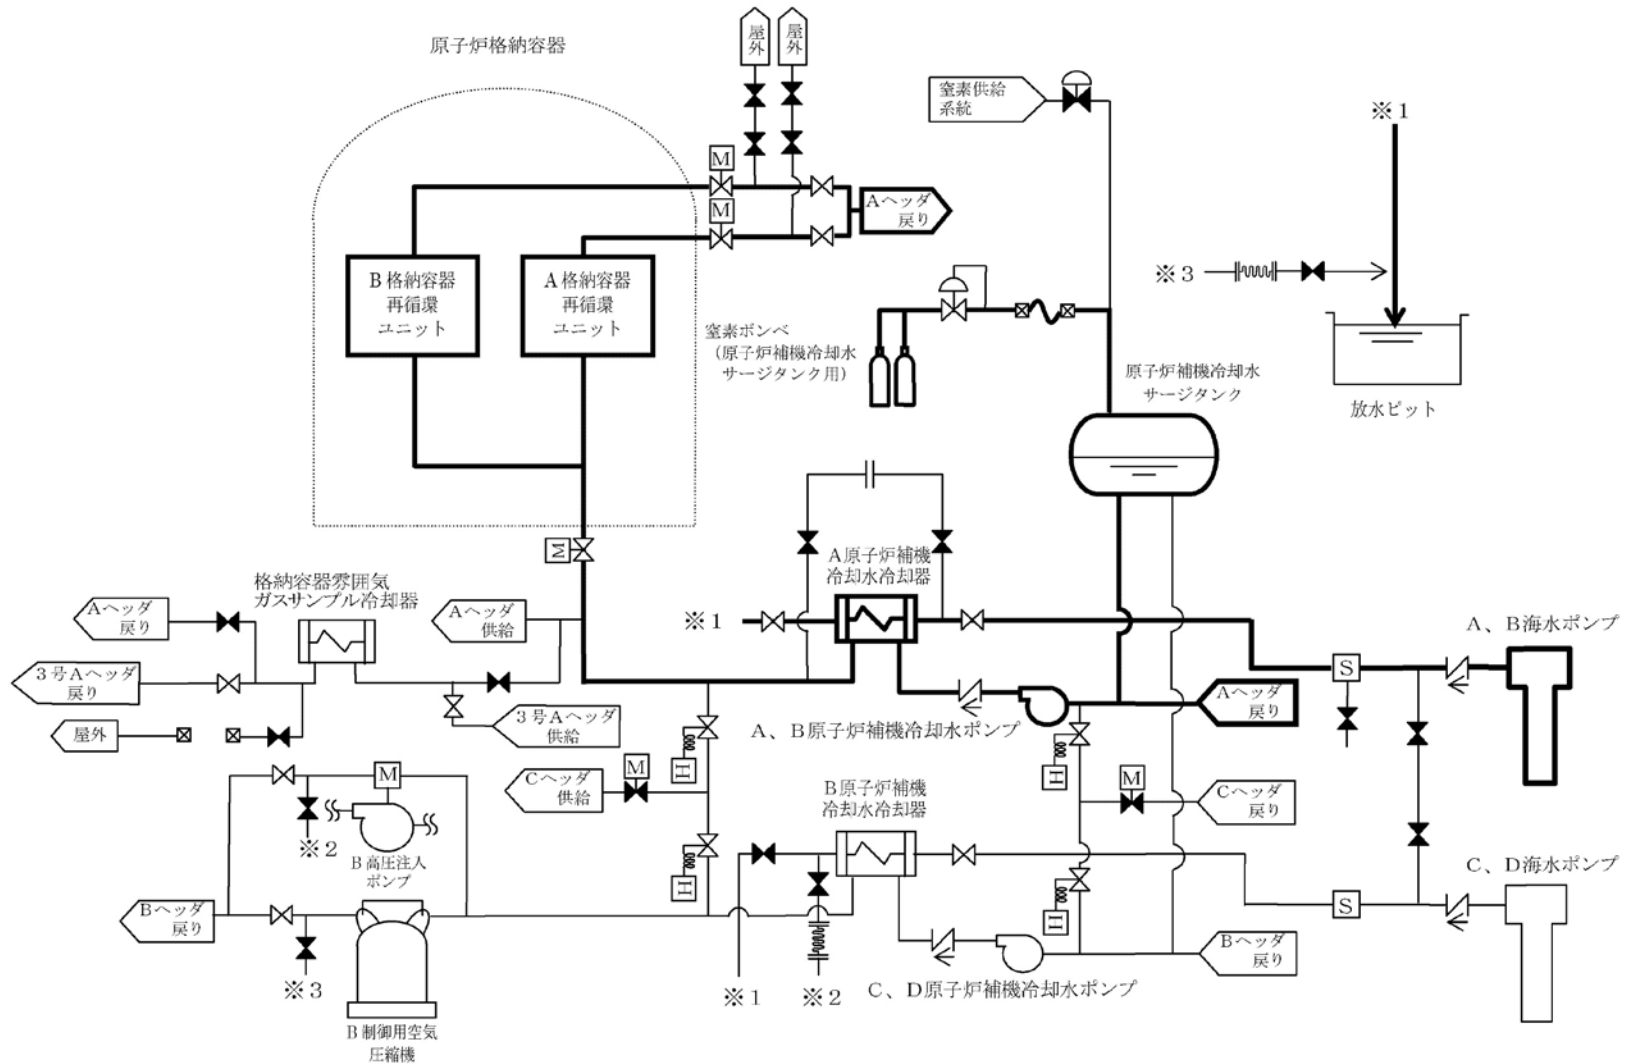 原子炉格納容器
屋外
屋外
窒素供給
系統
※1
M
M
Aヘッダ
戻り
B格納容器
再循環
ユニット
A格納容器
再循環
ユニット
※3
窒素ボンベ
(原子炉補機冷却水
サージタンク用)
原子炉補機冷却水
サージタンク
放水ピット
M
A原子炉補機
冷却水冷却器
格納容器雰囲気
ガスサンプル冷却器
Aヘッダ
戻り
Aヘッダ
供給
※1
A、B海水ポンプ
3号Aヘッダ
戻り
S
Aヘッダ
戻り
3号Aヘッダ
供給
屋外
A、B原子炉補機冷却水ポンプ
H
H
M
M
Cヘッダ
供給
M
Cヘッダ
戻り
B原子炉補機
冷却水冷却器
※2
B高圧注入
ポンプ
H
C、D海水ポンプ
Bヘッダ
戻り
H
S
Bヘッダ
戻り
※3
※1
※2
C、D原子炉補機冷却水ポンプ
B制御用空気
圧縮機